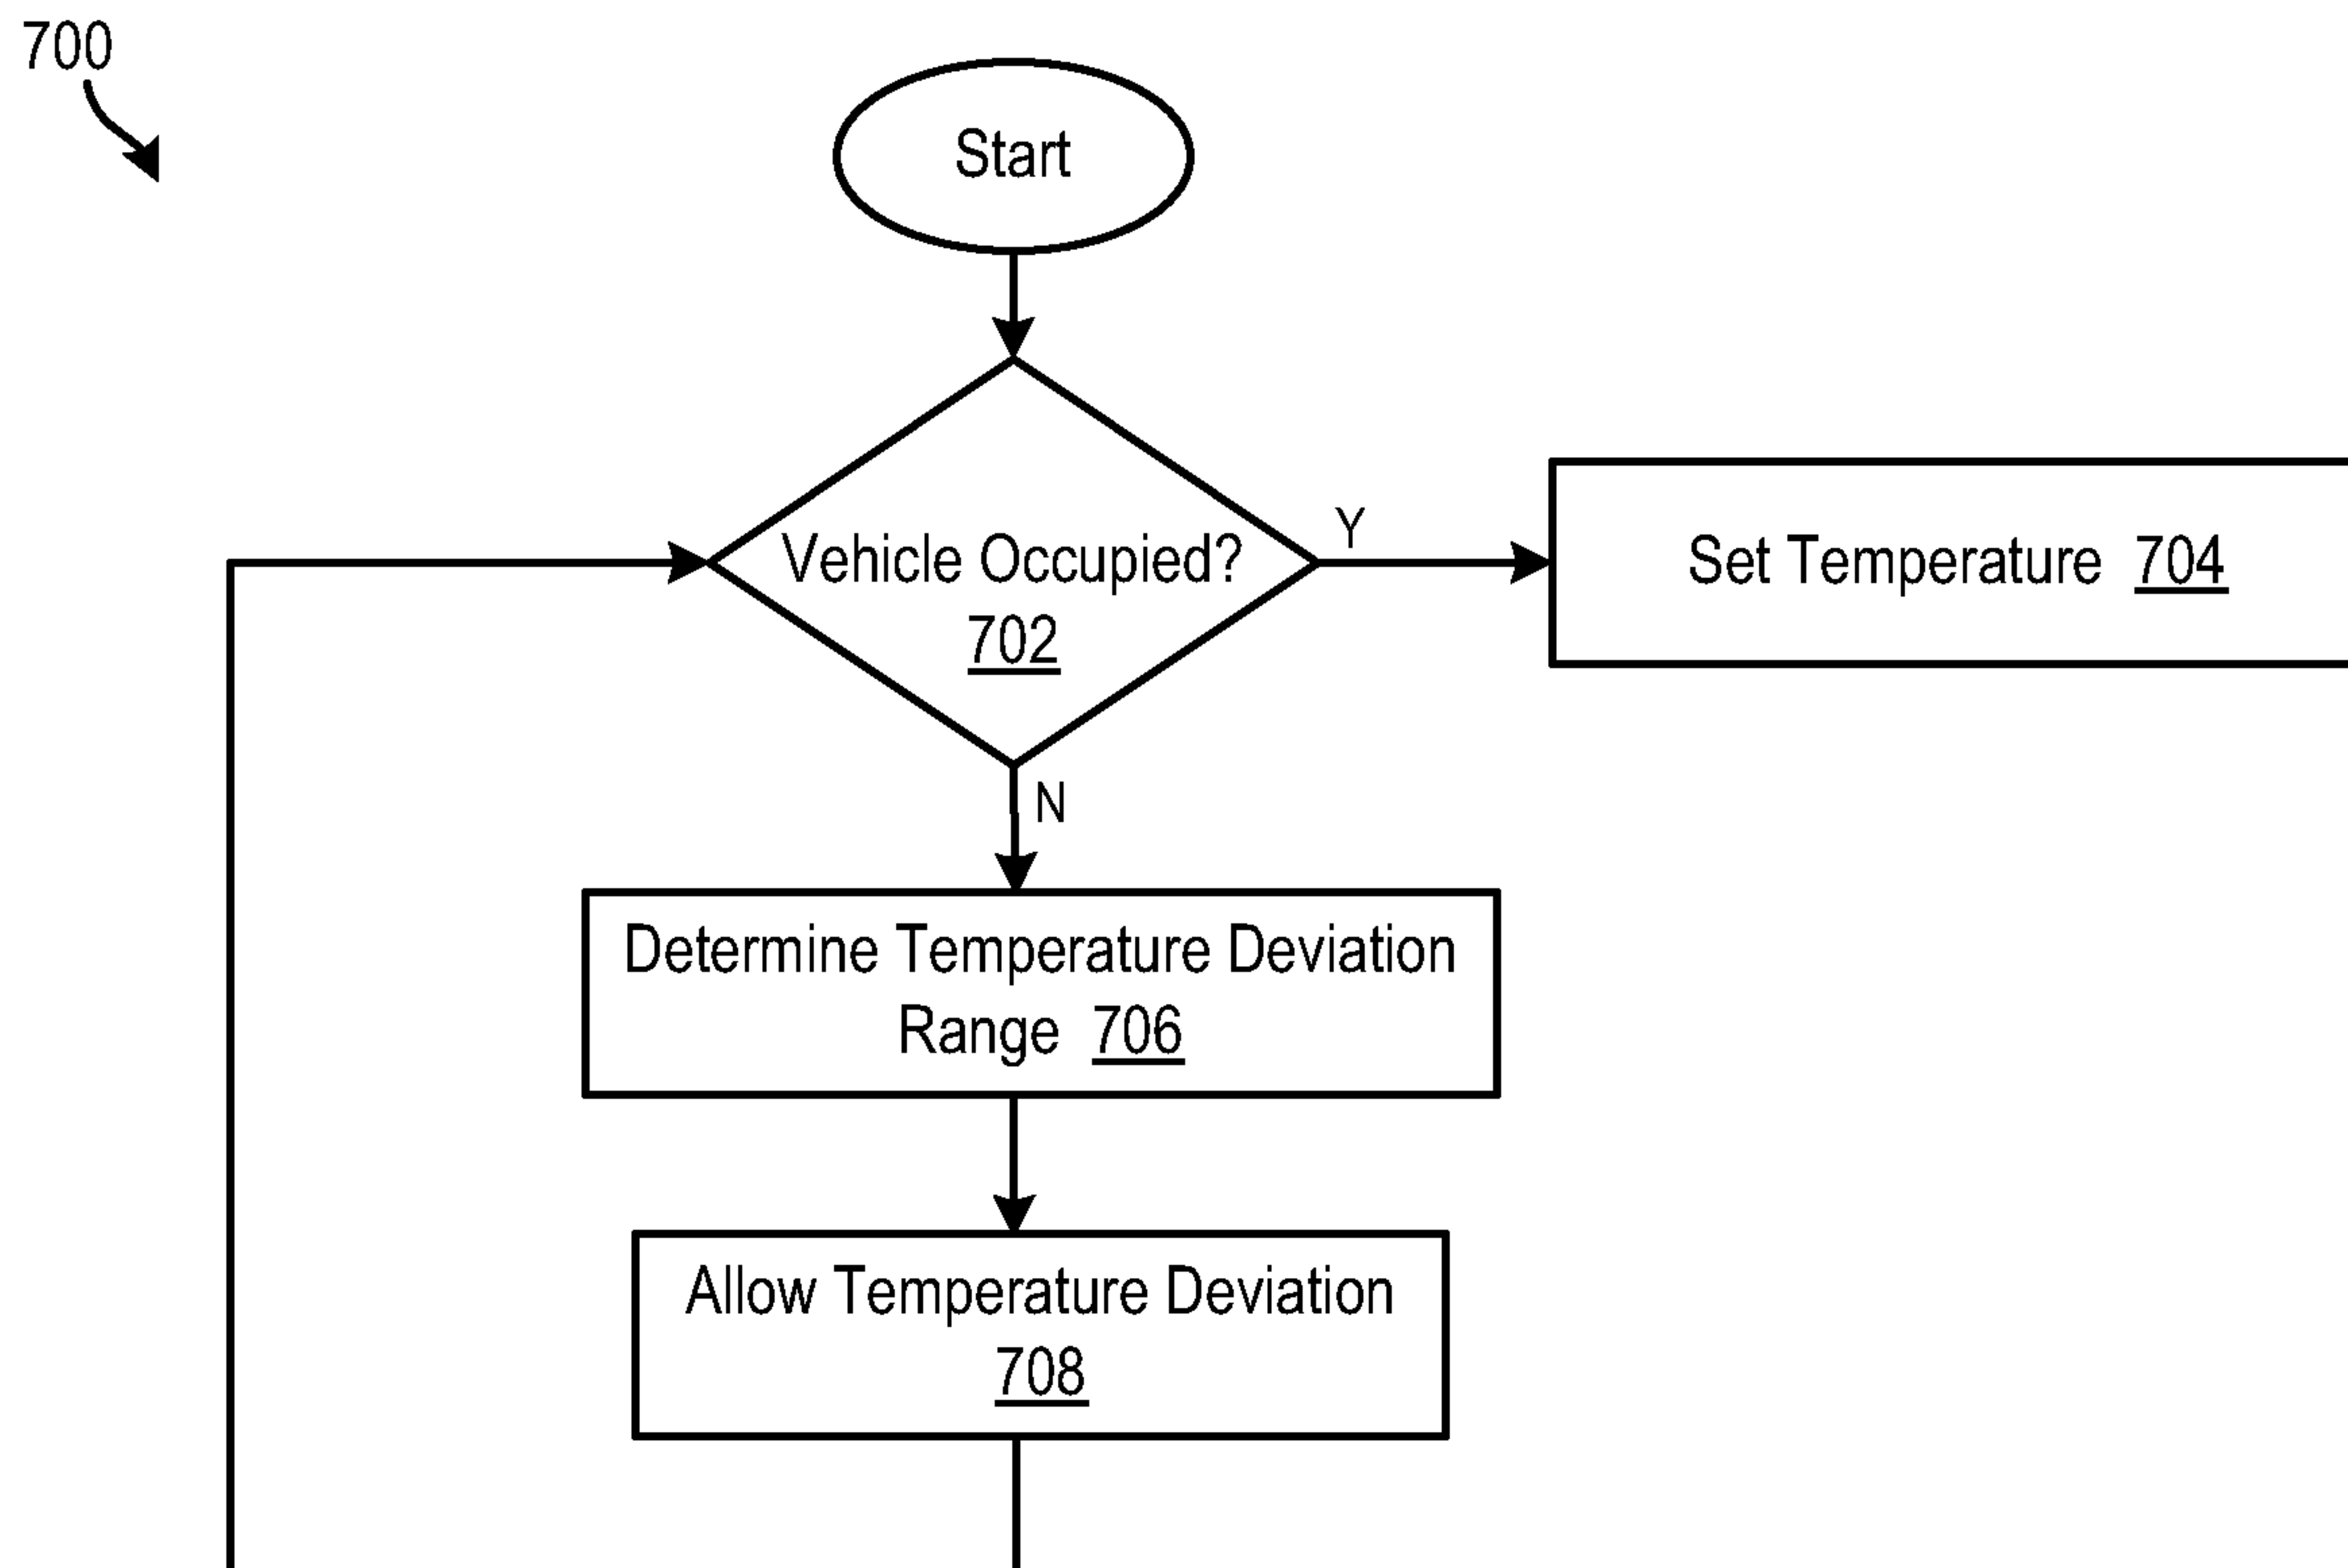 700
Start
Vehicle Occupied?
702
Y
Set Temperature 704
N
Determine Temperature Deviation
Range 706
Allow Temperature Deviation
708